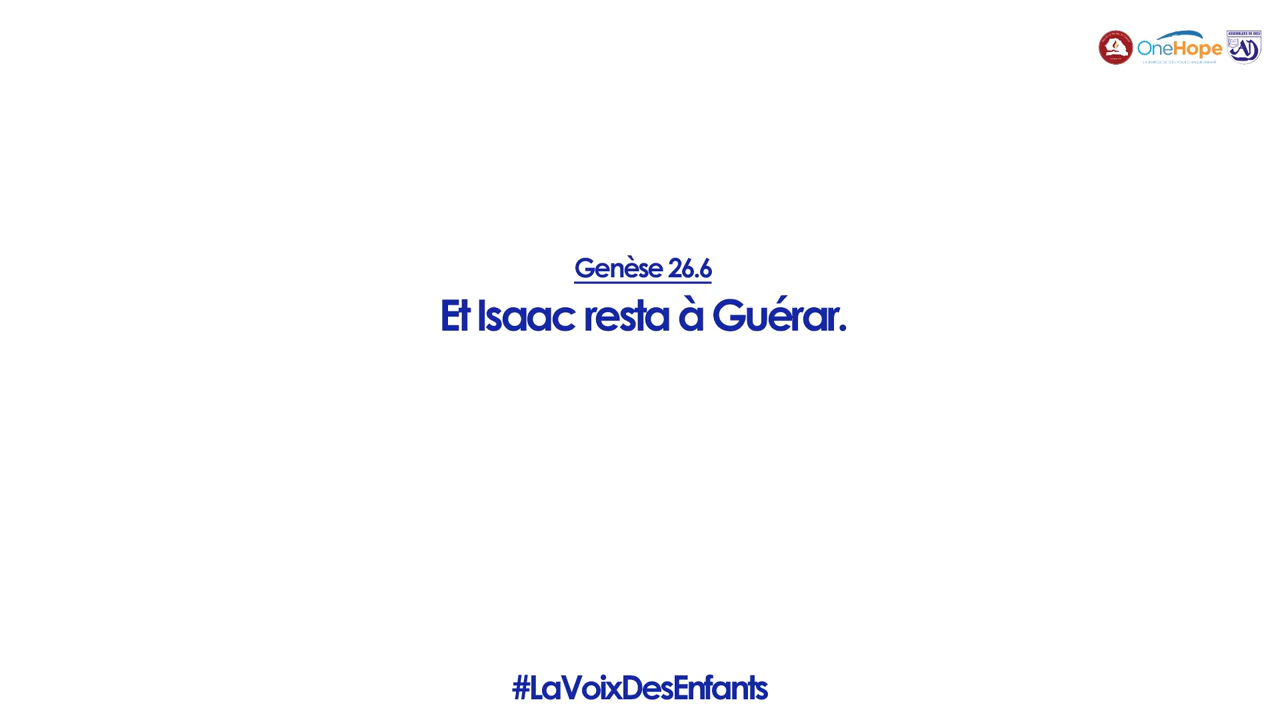 OneHope
Genèse 26.6
Et Isaac resta à Guérar.
#LaVoixDesEnfants